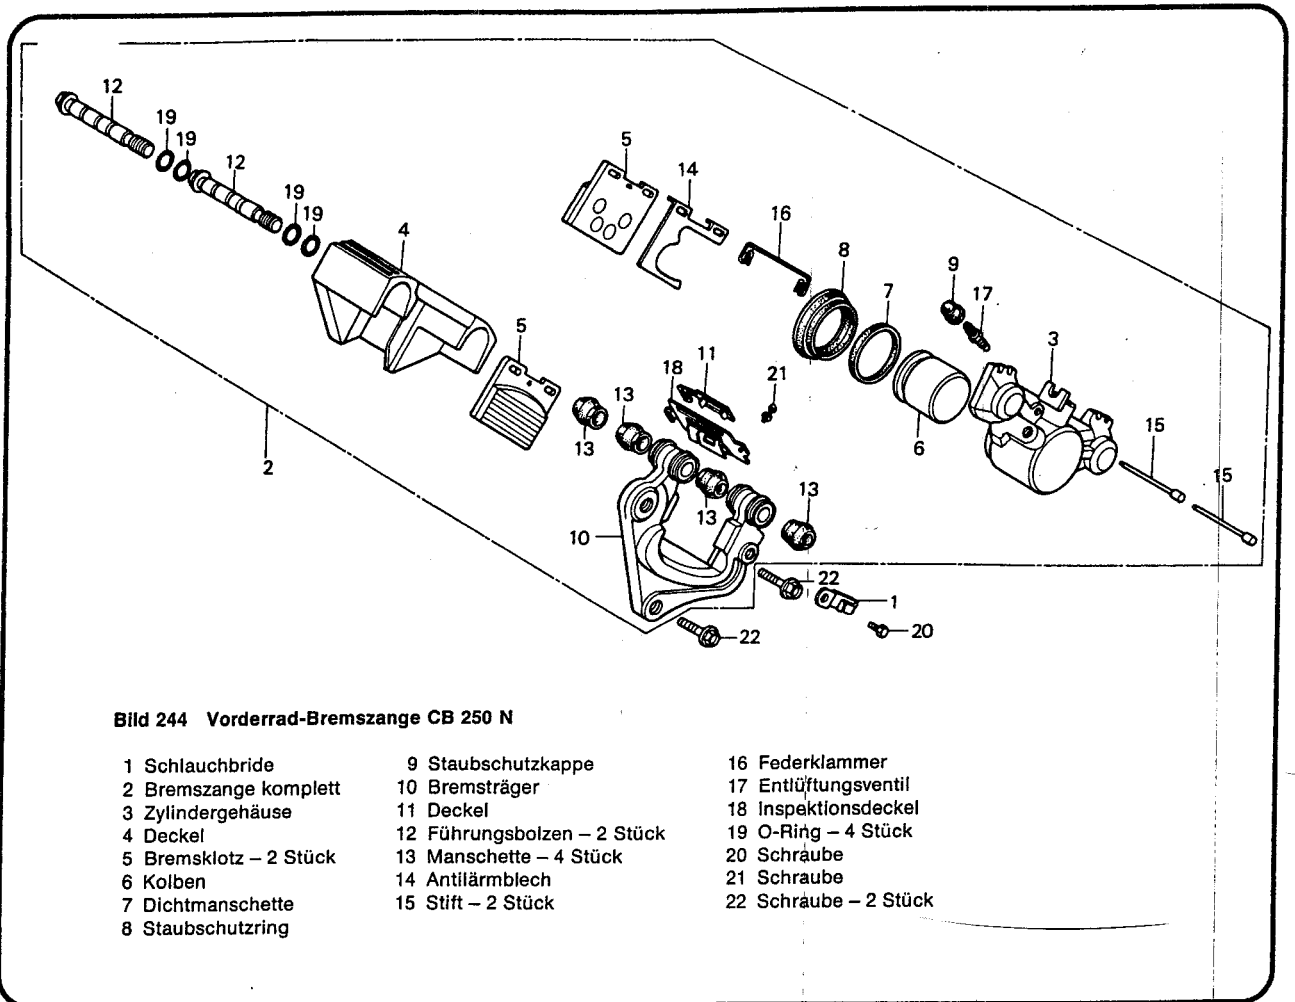 12
19
19
12
19
19
4
5
14
16
8
7
9
17
3
5
11
18
21
13
13
6
15
15
2
13
13
10
22
1
20
22
Bild 244 Vorderrad-Bremszange CB 250 N
1 Schlauchbride
2 Bremszange komplett
3 Zylindergehäuse
4 Deckel
5 Bremsklotz – 2 Stück
6 Kolben
7 Dichtmanschette
8 Staubschutzring
9 Staubschutzkappe
10 Bremsträger
11 Deckel
12 Führungsbolzen – 2 Stück
13 Manschette – 4 Stück
14 Antilärmblech
15 Stift – 2 Stück
16 Federklammer
17 Entlüftungsventil
18 Inspektionsdeckel
19 O-Ring – 4 Stück
20 Schraube
21 Schraube
22 Schraube – 2 Stück